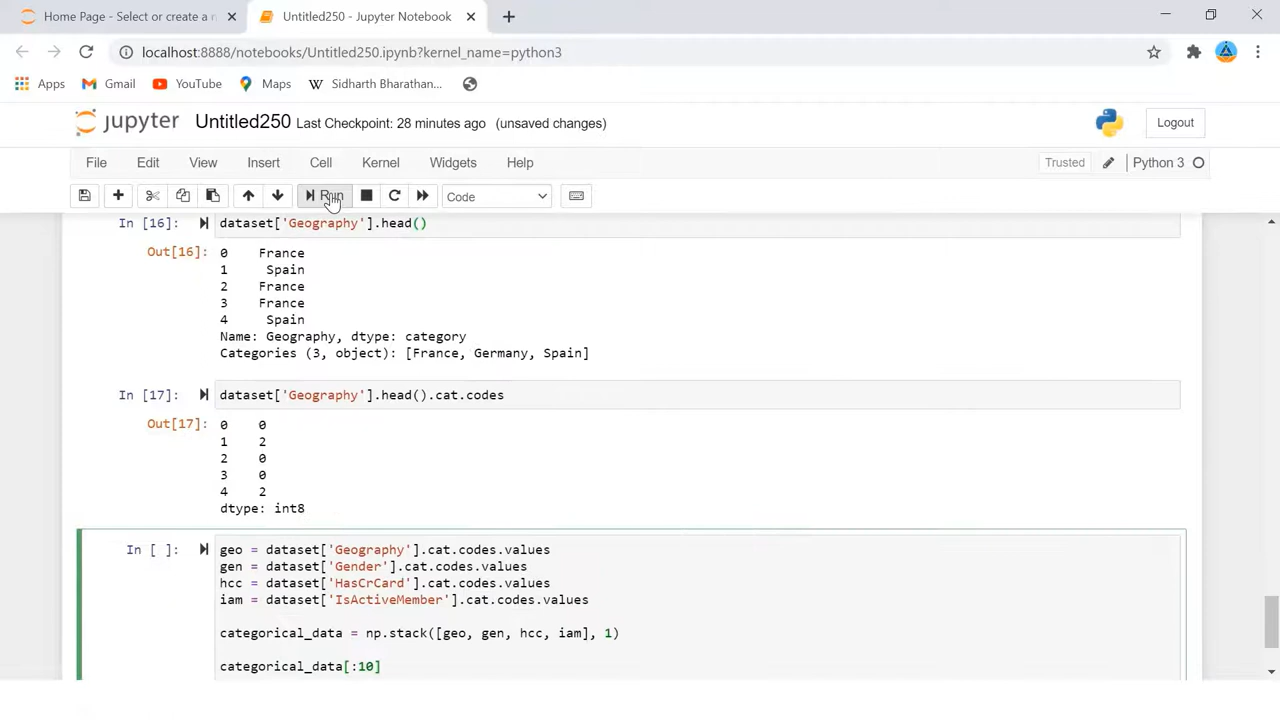 Home Page - Select or create a n
Untitled250 - Jupyter Notebook
localhost:8888/notebooks/Untitled250.ipynb?kernel_name=python3
Apps Gmail YouTube Maps Sidharth Bharathan...
jupyter Untitled250 Last Checkpoint: 28 minutes ago (unsaved changes) Logout
File Edit View Insert Cell Kernel Widgets Help Trusted Python 3
Run Code
In [16]: dataset['Geography'].head()
Out[16]: 0 France
1 Spain
2 France
3 France
4 Spain
Name: Geography, dtype: category
Categories (3, object): [France, Germany, Spain]
In [17]: dataset['Geography'].head().cat.codes
Out[17]: 0 0
1 2
2 0
3 0
4 2
dtype: int8
In [ ]: geo = dataset['Geography'].cat.codes.values
gen = dataset['Gender'].cat.codes.values
hcc = dataset['HasCrCard'].cat.codes.values
iam = dataset['IsActiveMember'].cat.codes.values
categorical_data = np.stack([geo, gen, hcc, iam], 1)
categorical_data[:10]